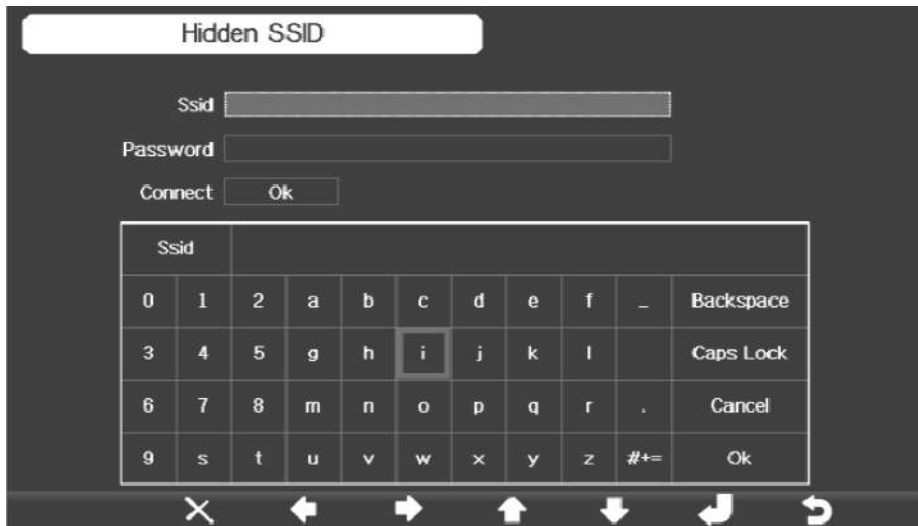 Hidden SSID
Ssid
Password
Connect Ok
Ssid
0 1 2 a b c d e f _ Backspace
3 4 5 g h i j k l Caps Lock
6 7 8 m n o p q r . Cancel
9 s t u v w x y z #+= Ok